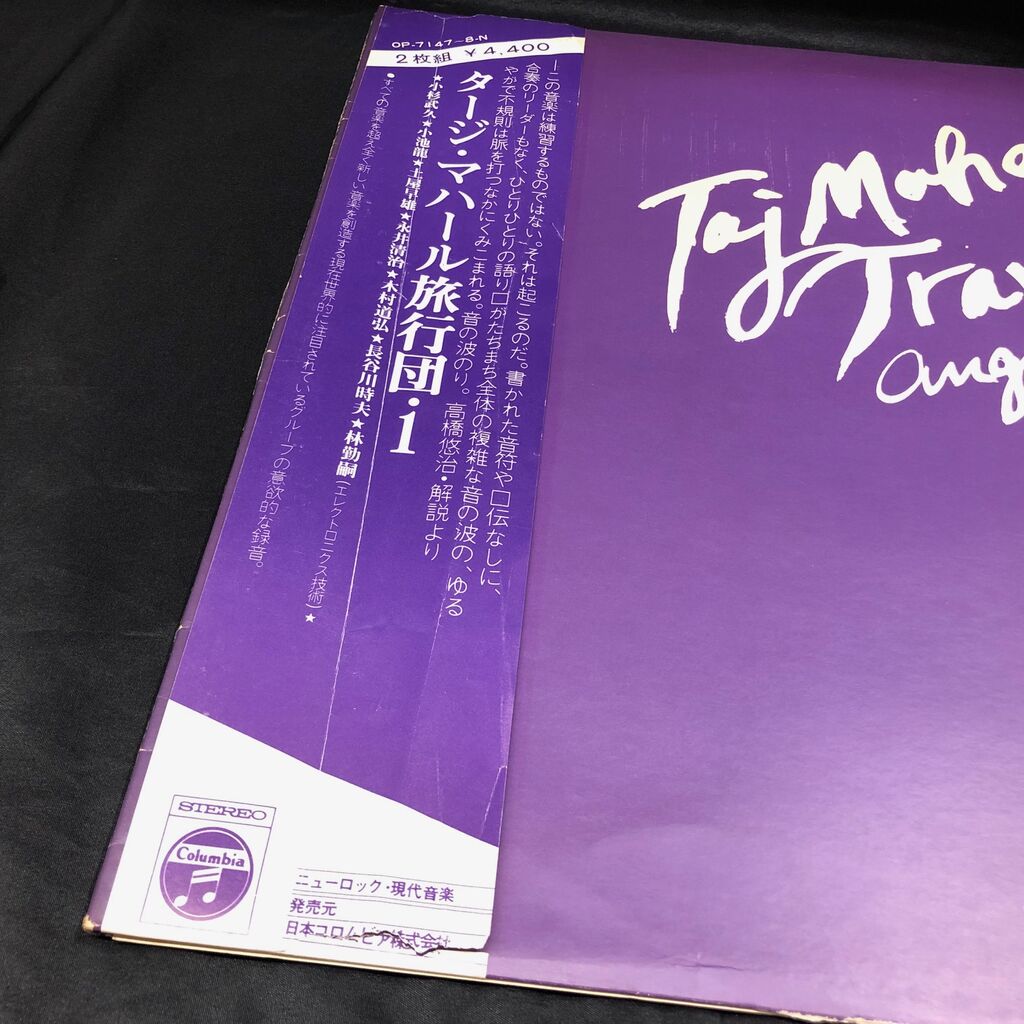 OP-7147-8-N
2枚組 ¥4,400
―この音楽は練習するものではない。それは起こるのだ。書かれた音符や口伝なしに、
合奏のリーダーもなく、ひとりひとりの語り口がたちまち全体の複雑な音の波の、ゆる
やかで不規則は脈を打つなかにくみこまれる。音の波のり。高橋悠治・解説より
タージ・マハール旅行団・1
★小杉武久★小池龍★土屋早雄★永井清治★木村道弘★長谷川時夫★林勤嗣(エレクトロニクス技術)★
●すべての音楽を超え全く新しい音楽を創造する現在世界的に注目されているグループの意欲的な録音。
Taj Maha
Tra
aug
STEREO
Columbia
ニューロック・現代音楽
発売元
日本コロムビア株式会社